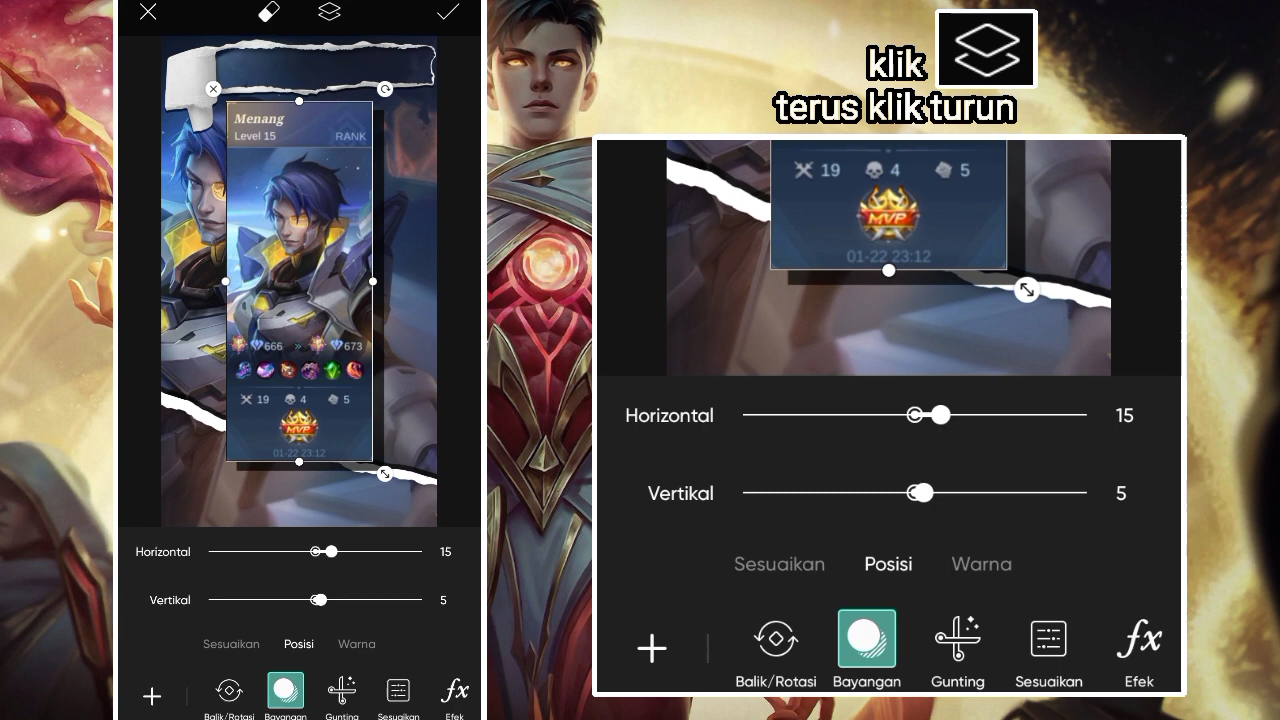 klik
terus klik turun
Menang
Level 15
RANK
666 » 673
19 4 5
MVP
01-22 23:12
Horizontal 15
Vertikal 5
Sesuaikan Posisi Warna
Balik/Rotasi Bayangan Gunting Sesuaikan Efek
19 4 5
MVP
01-22 23:12
Horizontal 15
Vertikal 5
Sesuaikan Posisi Warna
fx
Balik/Rotasi Bayangan Gunting Sesuaikan Efek